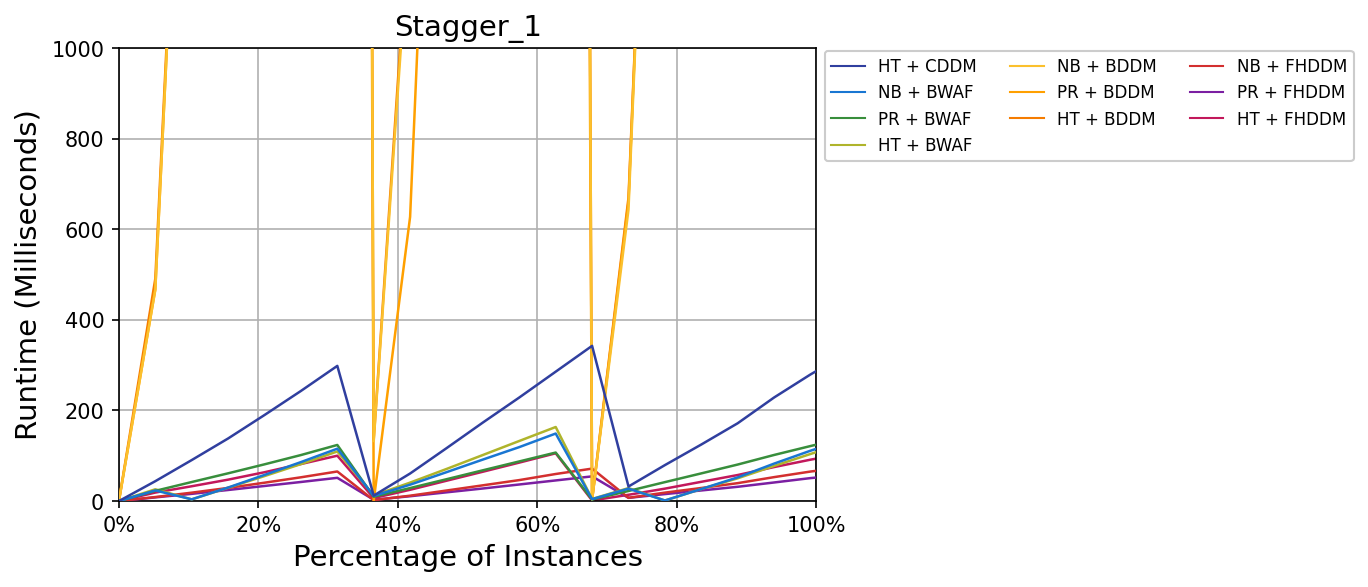 Stagger_1
Runtime (Milliseconds)
1000
800
600
400
200
0
0%
20%
40%
60%
80%
100%
Percentage of Instances
HT + CDDM
NB + BWAF
PR + BWAF
HT + BWAF
NB + BDDM
PR + BDDM
HT + BDDM
NB + FHDDM
PR + FHDDM
HT + FHDDM